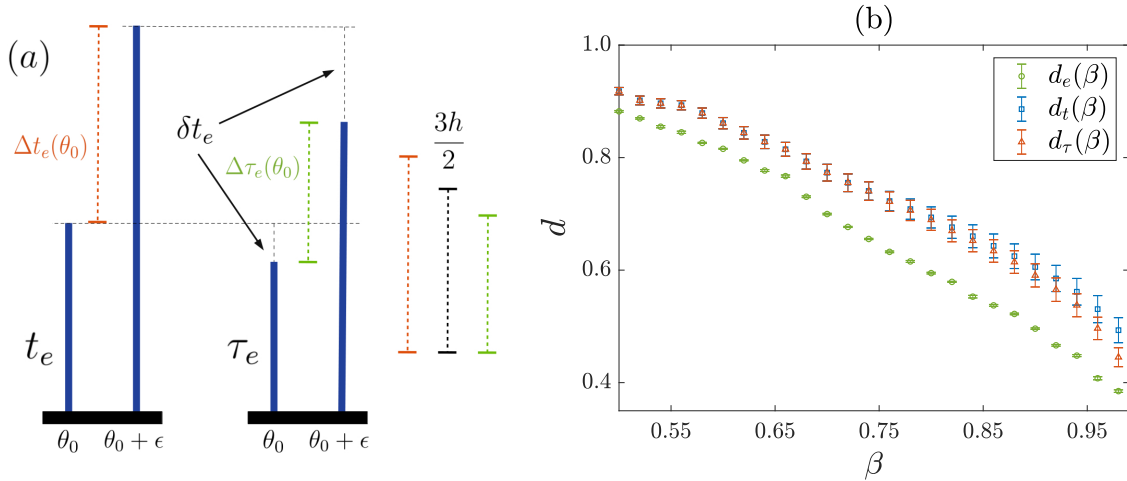 (a)
Δt_e(θ_0)
δt_e
Δτ_e(θ_0)
3h
2
t_e
τ_e
θ_0
θ_0 + ϵ
θ_0
θ_0 + ϵ
(b)
1.0
0.8
0.6
0.4
d
d_e(β)
d_t(β)
d_τ(β)
0.55
0.65
0.75
0.85
0.95
β